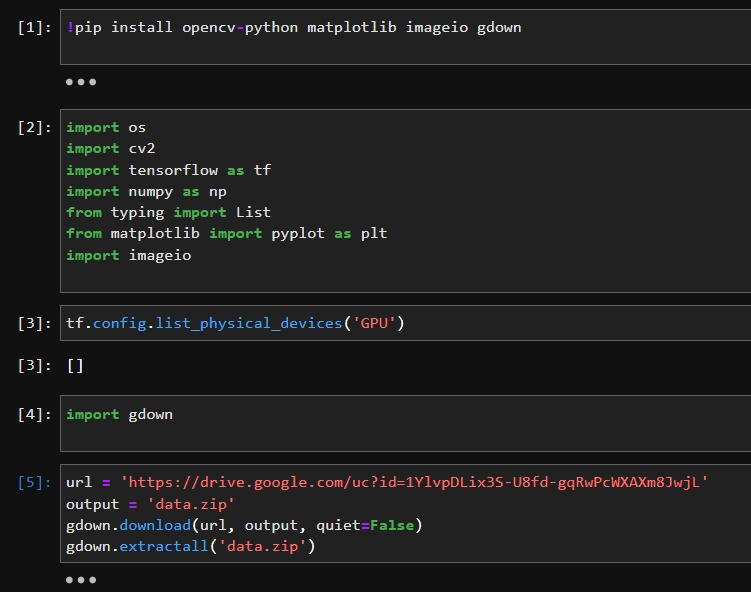 [1]: !pip install opencv-python matplotlib imageio gdown
[2]: import os
import cv2
import tensorflow as tf
import numpy as np
from typing import List
from matplotlib import pyplot as plt
import imageio
[3]: tf.config.list_physical_devices('GPU')
[3]: []
[4]: import gdown
[5]: url = 'https://drive.google.com/uc?id=1YlvpDLix3S-U8fd-gqRwPcWXAXm8JwjL'
output = 'data.zip'
gdown.download(url, output, quiet=False)
gdown.extractall('data.zip')